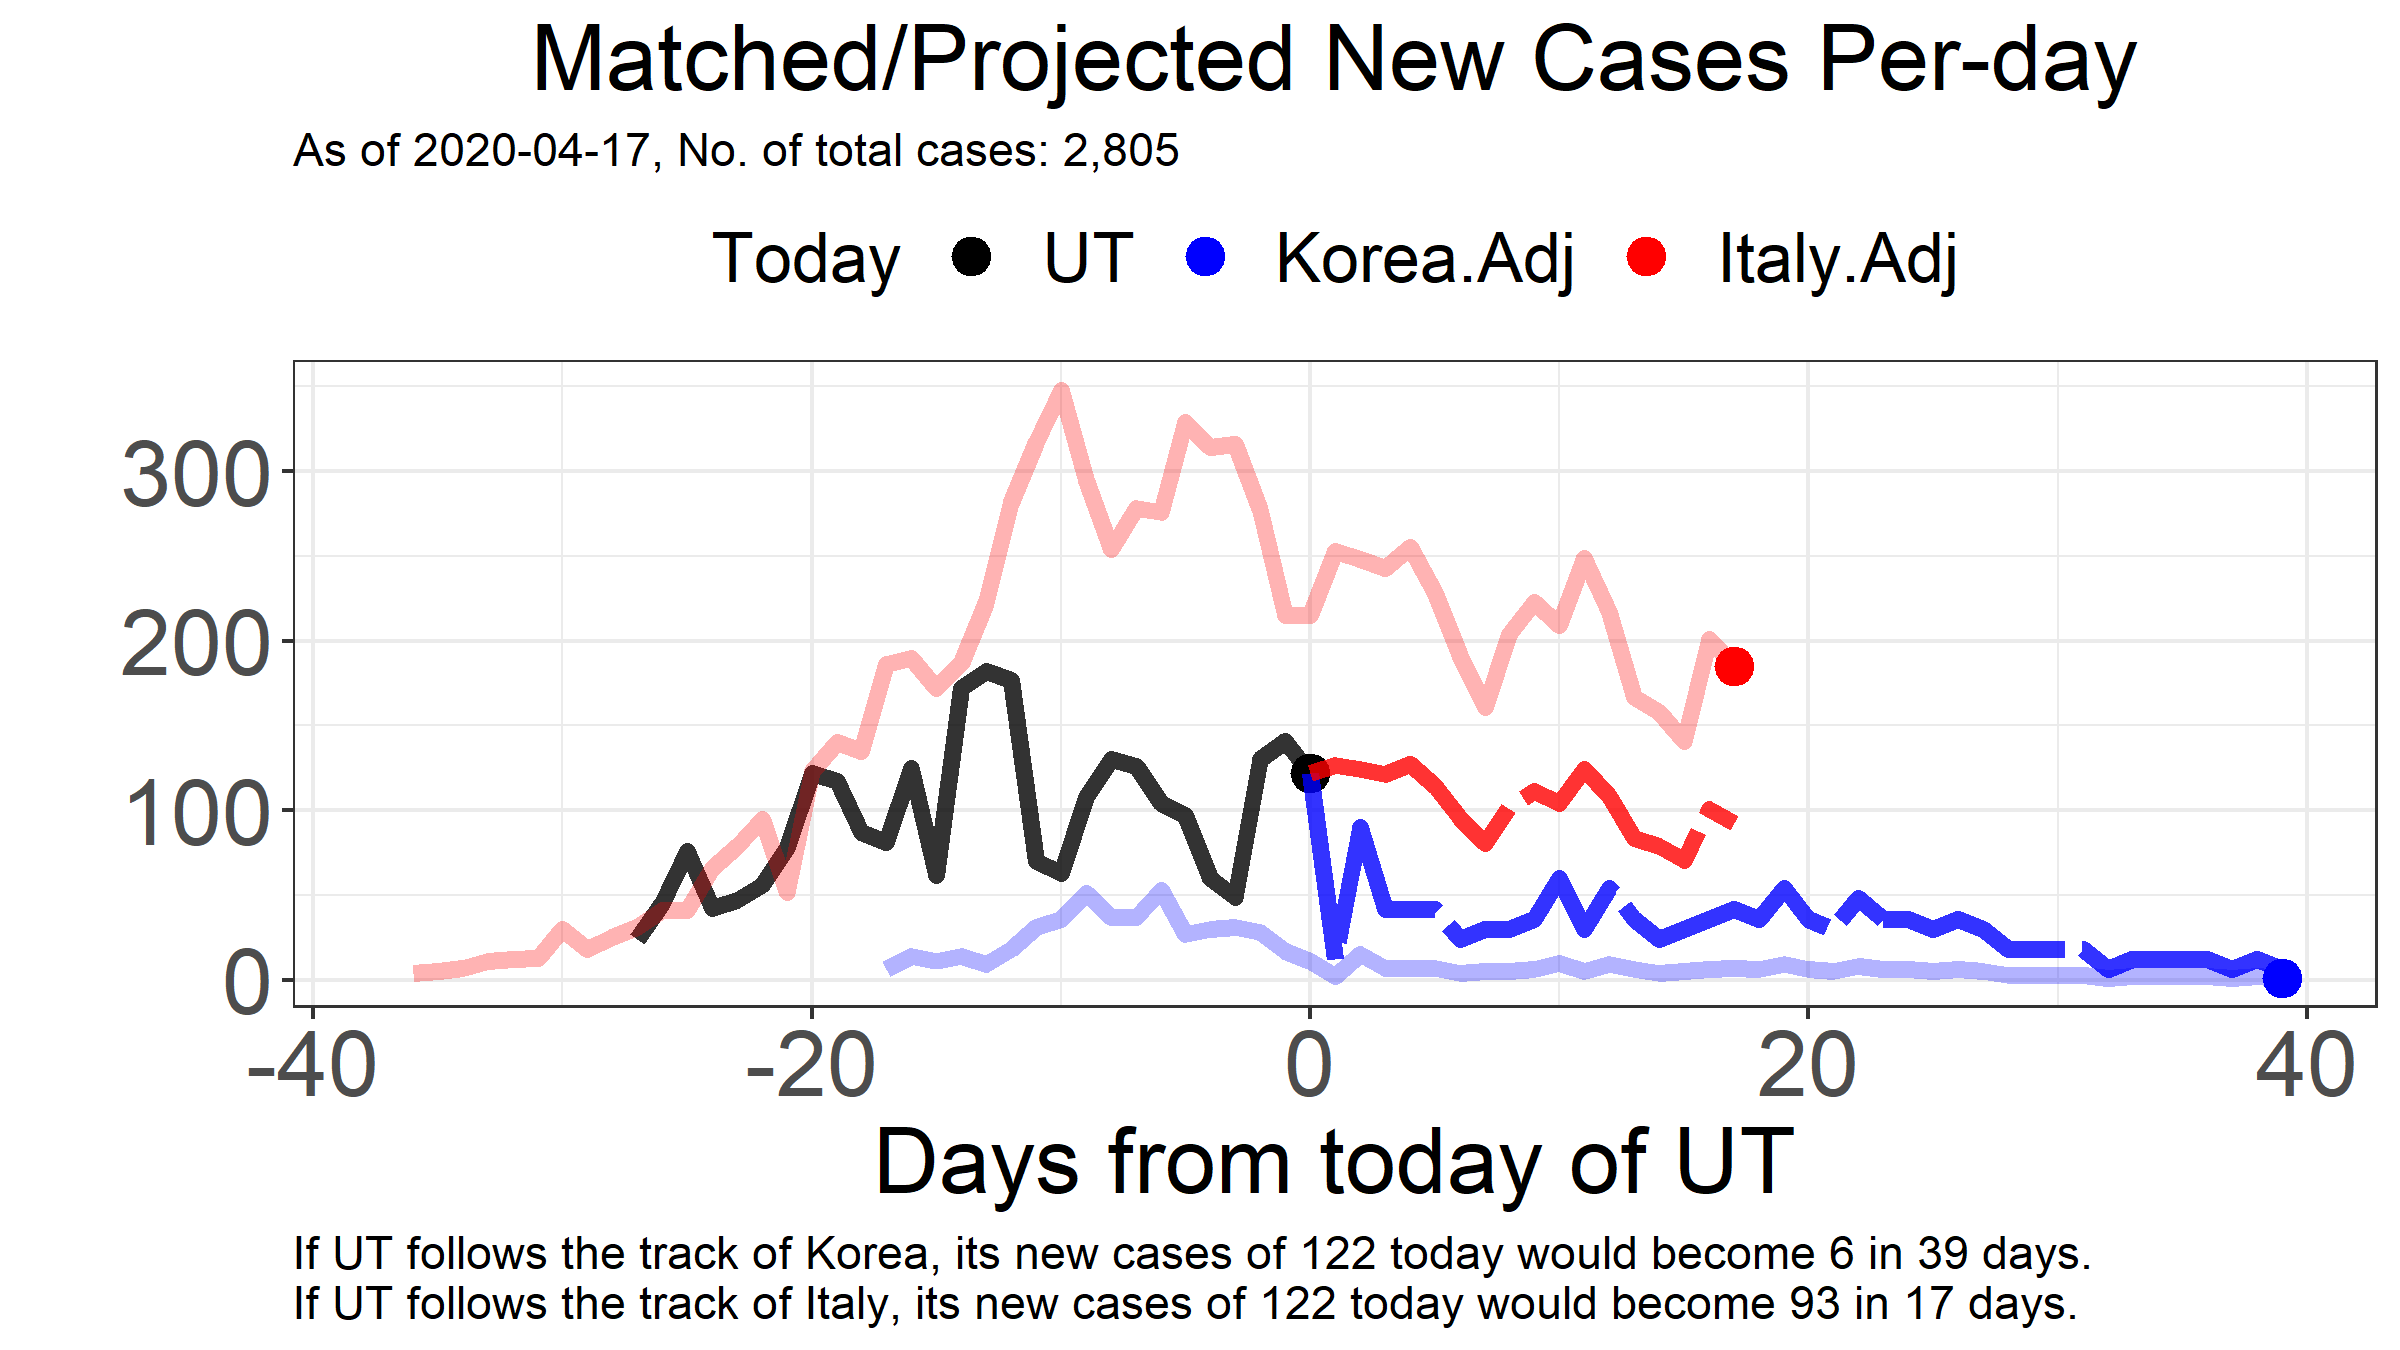 Matched/Projected New Cases Per-day
As of 2020-04-17, No. of total cases: 2,805
Today UT Korea.Adj Italy.Adj
300
200
100
0
-40 -20 0 20 40
Days from today of UT
If UT follows the track of Korea, its new cases of 122 today would become 6 in 39 days.
If UT follows the track of Italy, its new cases of 122 today would become 93 in 17 days.